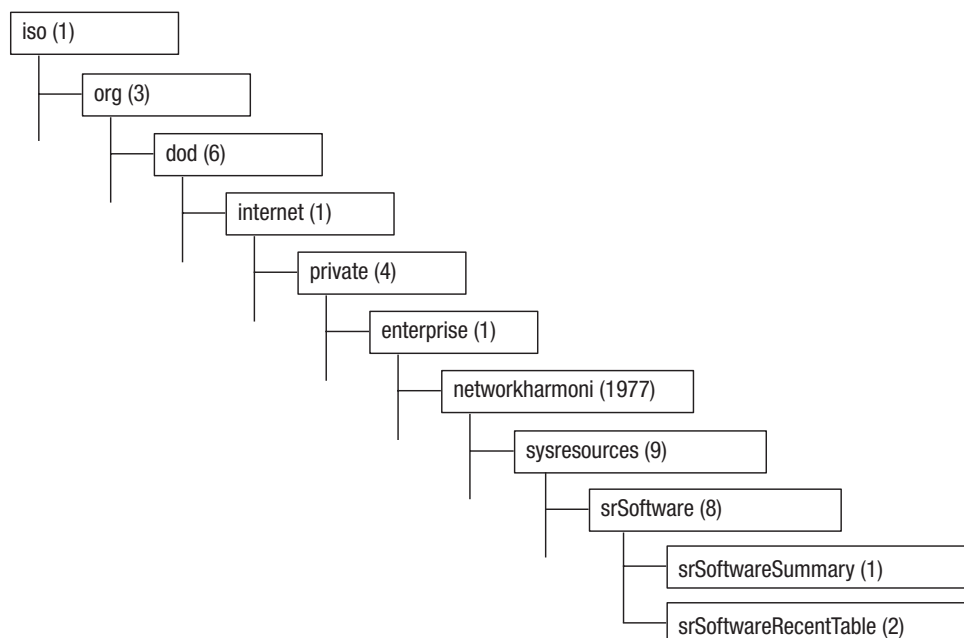 iso (1)
org (3)
dod (6)
internet (1)
private (4)
enterprise (1)
networkharmoni (1977)
sysresources (9)
srSoftware (8)
srSoftwareSummary (1)
srSoftwareRecentTable (2)